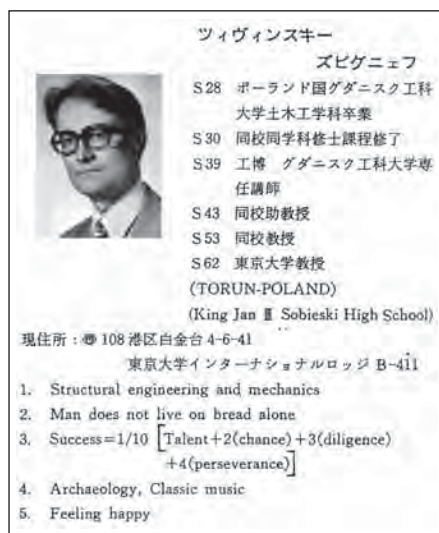 ツィヴィンスキー
ズビグニェフ
S28 ポーランド国グダニスク工科
大学土木工学科卒業
S30 同校同学科修士課程修了
S39 工博 グダニスク工科大学専
任講師
S43 同校助教授
S53 同校教授
S62 東京大学教授
(TORUN-POLAND)
(King Jan Ⅲ Sobieski High School)
現住所：〠 108 港区白金台 4-6-41
東京大学インターナショナルロッジ B-411
1. Structural engineering and mechanics
2. Man does not live on bread alone
3. Success=1/10 [Talent+2(chance)+3(diligence)
+4(perseverance)]
4. Archaeology, Classic music
5. Feeling happy